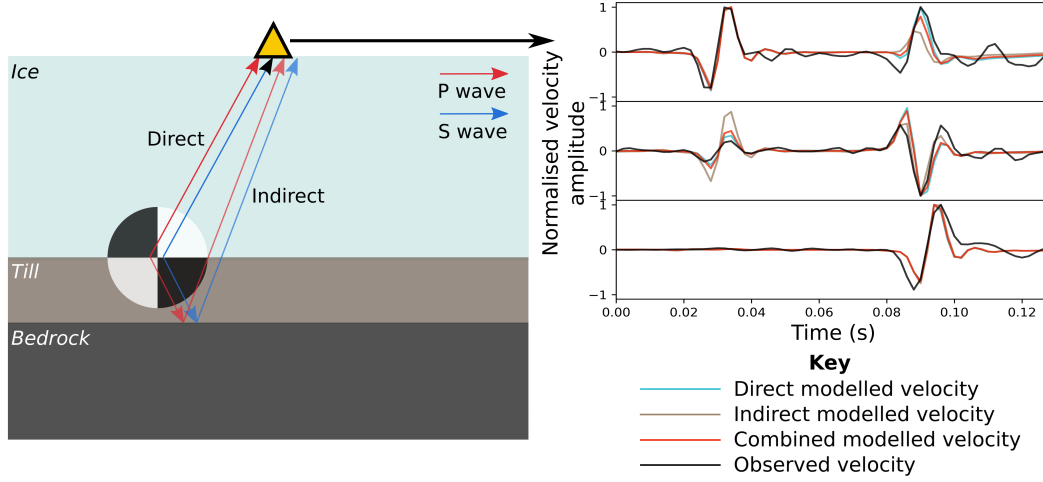 Ice
P wave
S wave
Direct
Indirect
Till
Bedrock
Normalised velocity
amplitude
1
0
−1
1
0
−1
1
0
−1
0.00 0.02 0.04 0.06 0.08 0.10 0.12
Time (s)
Key
Direct modelled velocity
Indirect modelled velocity
Combined modelled velocity
Observed velocity